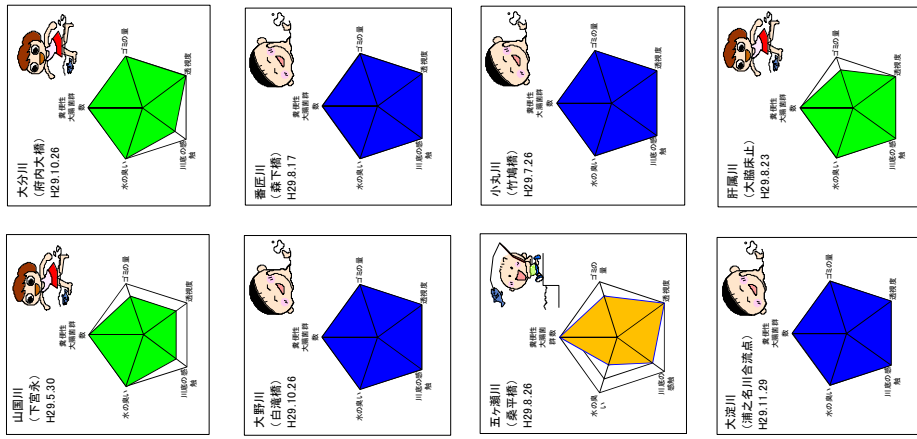 山国川
（下宮永）
H29.5.30
糞便性
大腸菌群
数
ゴミの量
透視度
川底の感
触
水の臭い
大分川
（府内大橋）
H29.10.26
糞便性
大腸菌群
数
ゴミの量
透視度
川底の感
触
水の臭い
大野川
（白滝橋）
H29.10.26
糞便性
大腸菌群
数
ゴミの量
透視度
川底の感
触
水の臭い
番匠川
（森下橋）
H29.8.17
糞便性
大腸菌群
数
ゴミの量
透視度
川底の感
触
水の臭い
五ヶ瀬川
（桑平橋）
H29.8.26
糞便性
大腸菌
群数
ゴミの
量
透視度
川底の
感触
水の臭
い
小丸川
（竹鳩橋）
H29.7.26
糞便性
大腸菌群
数
ゴミの量
透視度
川底の感
触
水の臭い
大淀川
（浦之名川合流点）
H29.11.29
糞便性
大腸菌群
数
ゴミの量
透視度
川底の感
触
水の臭い
肝属川
（大脇床止）
H29.8.23
糞便性
大腸菌群
数
ゴミの量
透視度
川底の感
触
水の臭い